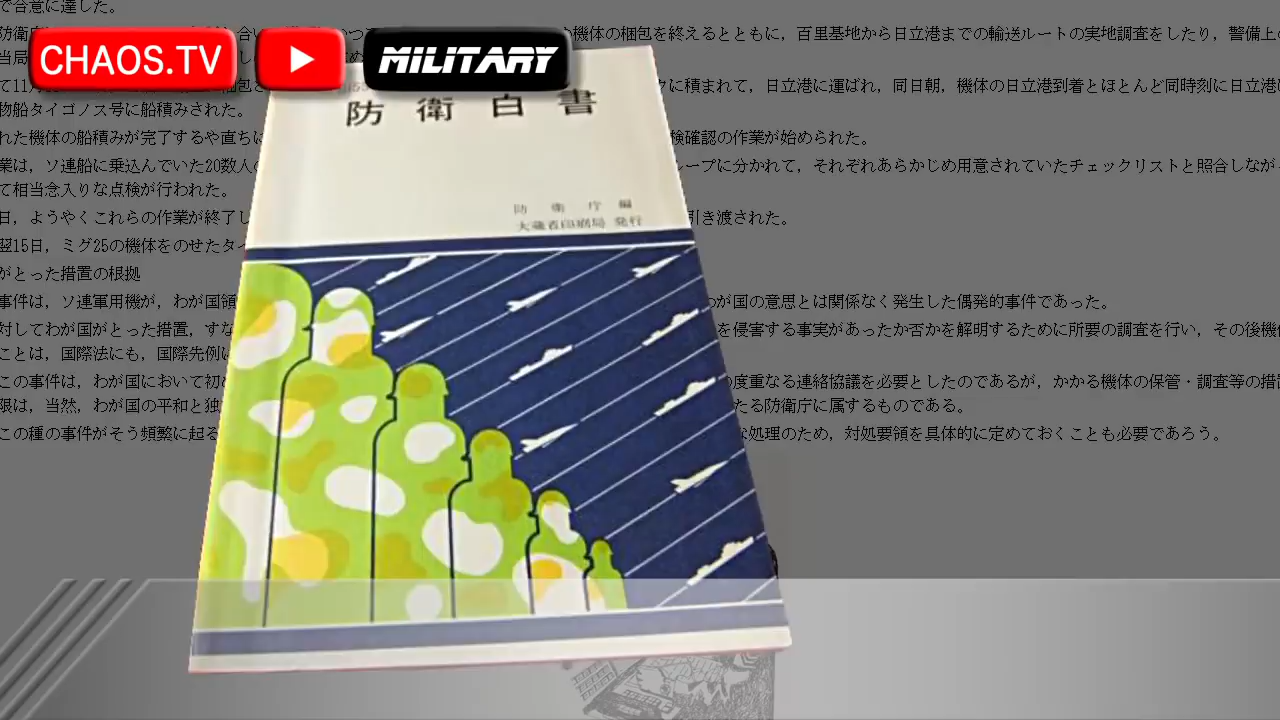 で合意に達した。
防衛
の機体の梱包を終えるとともに，百里基地から日立港までの輸送ルートの実地調査をしたり，警備上
CHAOS.TV
MILITARY
当局
て11月
に積まれて，日立港に運ばれ，同日朝，機体の日立港到着とほとんど同時刻に日立港
物船タイゴノス号に船積みされた。
れた機体の船積みが完了するや直ちに
検確認の作業が始められた。
業は，ソ連船に乗込んでいた20数人の
ループに分かれて，それぞれあらかじめ用意されていたチェックリストと照合しなが
て相当念入りな点検が行われた。
日，ようやくこれらの作業が終了し
引き渡された。
翌15日，ミグ25の機体をのせたタイ
がとった措置の根拠
事件は，ソ連軍用機が，わが国領
わが国の意思とは関係なく発生した偶発的事件であった。
対してわが国がとった措置，すな
を侵害する事実があったか否かを解明するために所要の調査を行い，その後機
ことは，国際法にも，国際先例に
この事件は，わが国において初
の度重なる連絡協議を必要としたのであるが，かかる機体の保管・調査等の措
限は，当然，わが国の平和と独
たる防衛庁に属するものである。
この種の事件がそう頻繁に起る
な処理のため，対処要領を具体的に定めておくことも必要であろう。
防衛白書
防衛庁編
大蔵省印刷局 発行